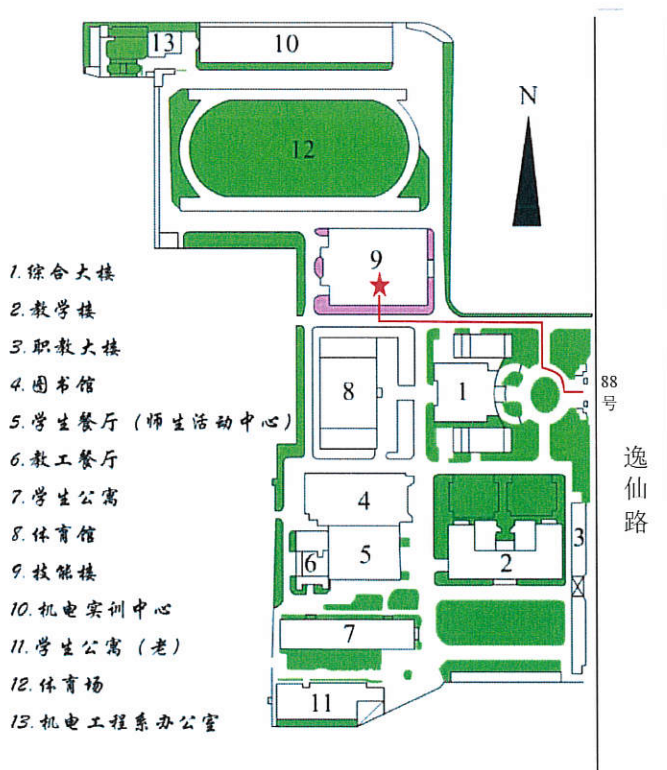 13
10
N
12
1.综合大楼
2.教学楼
3.职教大楼
4.图书馆
5.学生餐厅（师生活动中心）
6.教工餐厅
7.学生公寓
8.体育馆
9.技能楼
10.机电实训中心
11.学生公寓（老）
12.体育场
13.机电工程系办公室
9
8
1
88
号
逸仙路
4
5
6
2
3
7
11